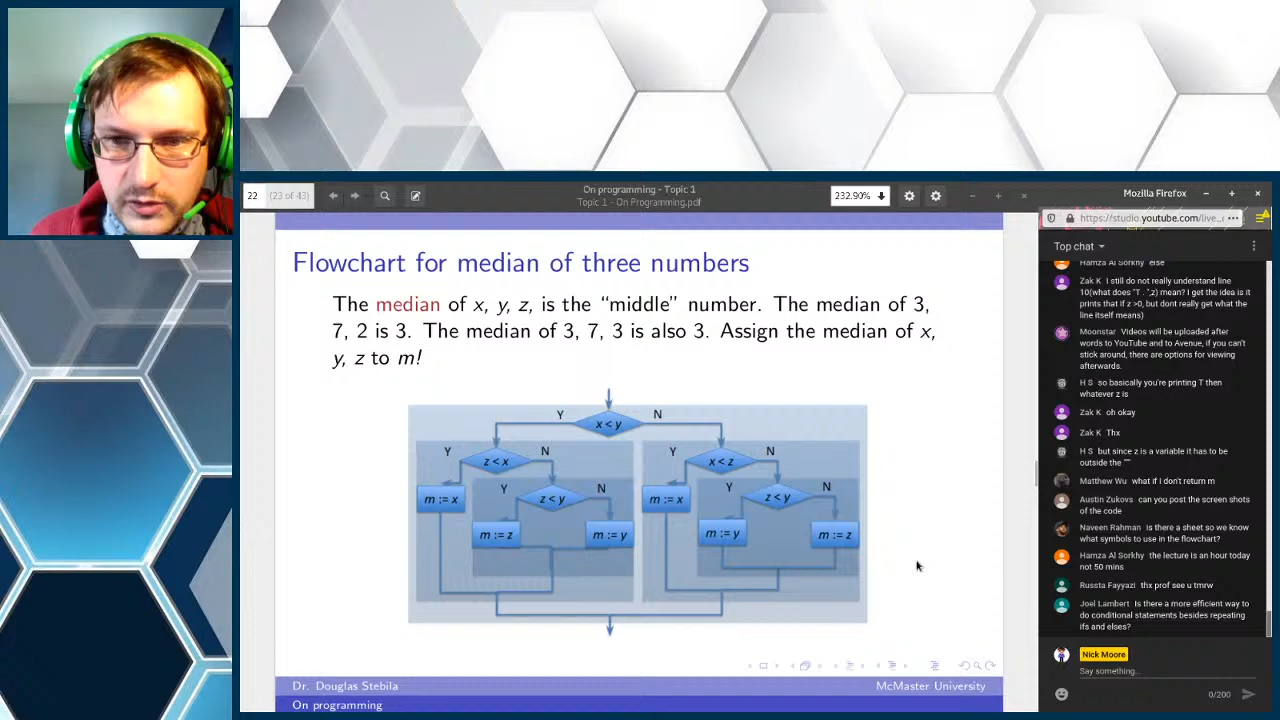 22 (23 of 43)
On programming - Topic 1
Topic 1 - On Programming.pdf
232.90%
Mozilla Firefox
https://studio.youtube.com/live_c
Top chat
Flowchart for median of three numbers
The median of x, y, z, is the “middle” number. The median of 3,
7, 2 is 3. The median of 3, 7, 3 is also 3. Assign the median of x,
y, z to m!
Y N
x < y
Y N Y N
z < x x < z
Y N Y N
m := x z < y m := x z < y
m := z m := y m := y m := z
Dr. Douglas Stebila McMaster University
On programming
Hamza Al Sorkhy else
Zak K I still do not really understand line
10(what does "T . ",z) mean? I get the idea is it
prints that if z >0, but dont really get what the
line itself means)
Moonstar Videos will be uploaded after
words to YouTube and to Avenue, if you can't
stick around, there are options for viewing
afterwards.
H S so basically you're printing T then
whatever z is
Zak K oh okay
Zak K Thx
H S but since z is a variable it has to be
outside the ""
Matthew Wu what if I don't return m
Austin Zukovs can you post the screen shots
of the code
Naveen Rahman is there a sheet so we know
what symbols to use in the flowchart?
Hamza Al Sorkhy the lecture is an hour today
not 50 mins
Russta Fayyazi thx prof see u tmrw
Joel Lambert Is there a more efficient way to
do conditional statements besides repeating
ifs and elses?
Nick Moore
Say something...
0/200